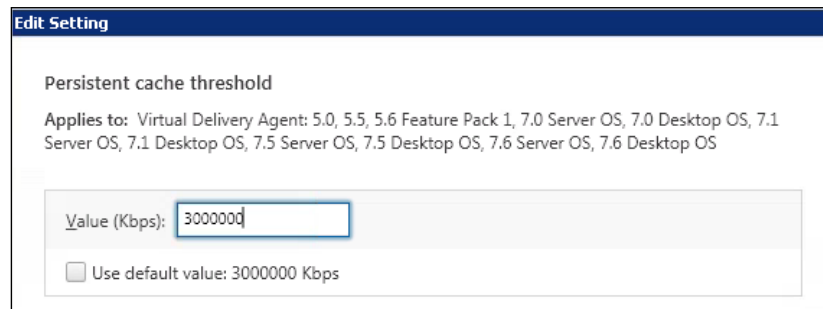 Edit Setting
Persistent cache threshold
Applies to: Virtual Delivery Agent: 5.0, 5.5, 5.6 Feature Pack 1, 7.0 Server OS, 7.0 Desktop OS, 7.1
Server OS, 7.1 Desktop OS, 7.5 Server OS, 7.5 Desktop OS, 7.6 Server OS, 7.6 Desktop OS
Value (Kbps): 3000000
Use default value: 3000000 Kbps